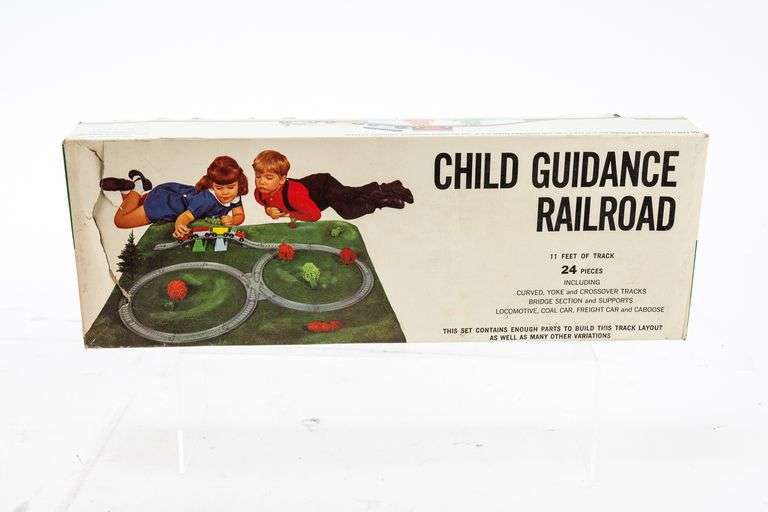 CHILD GUIDANCE
RAILROAD
11 FEET OF TRACK
24 PIECES
INCLUDING
CURVED, YOKE and CROSSOVER TRACKS
BRIDGE SECTION and SUPPORTS
LOCOMOTIVE, COAL CAR, FREIGHT CAR and CABOOSE
THIS SET CONTAINS ENOUGH PARTS TO BUILD THIS TRACK LAYOUT
AS WELL AS MANY OTHER VARIATIONS